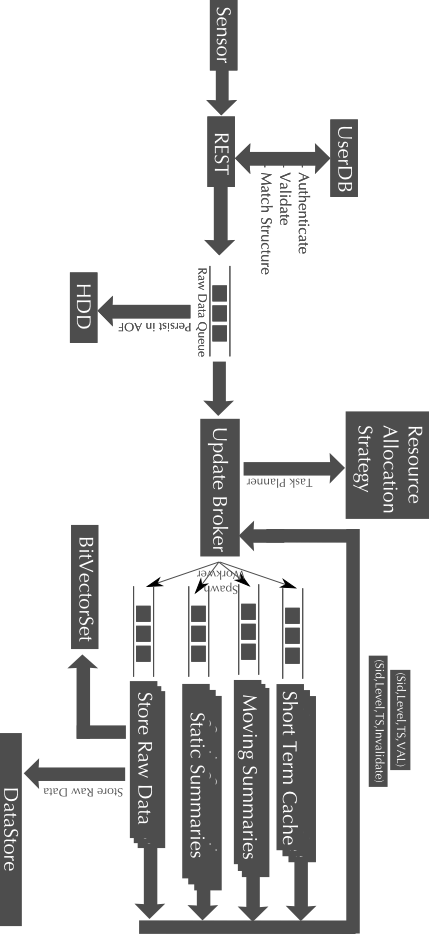 Sensor
REST
UserDB
Authenticate
Validate
Match Structure
Raw Data Queue
Persist in AOF
HDD
Update Broker
Task Planner
Resource
Allocation
Strategy
Spawn
Workwer
Short Term Cache
Moving Summaries
Static Summaries
Store Raw Data
BitVectorSet
Store Raw Data
DataStore
(Sid,Level,TS,VAL)
(Sid,Level,TS,Invalidate)